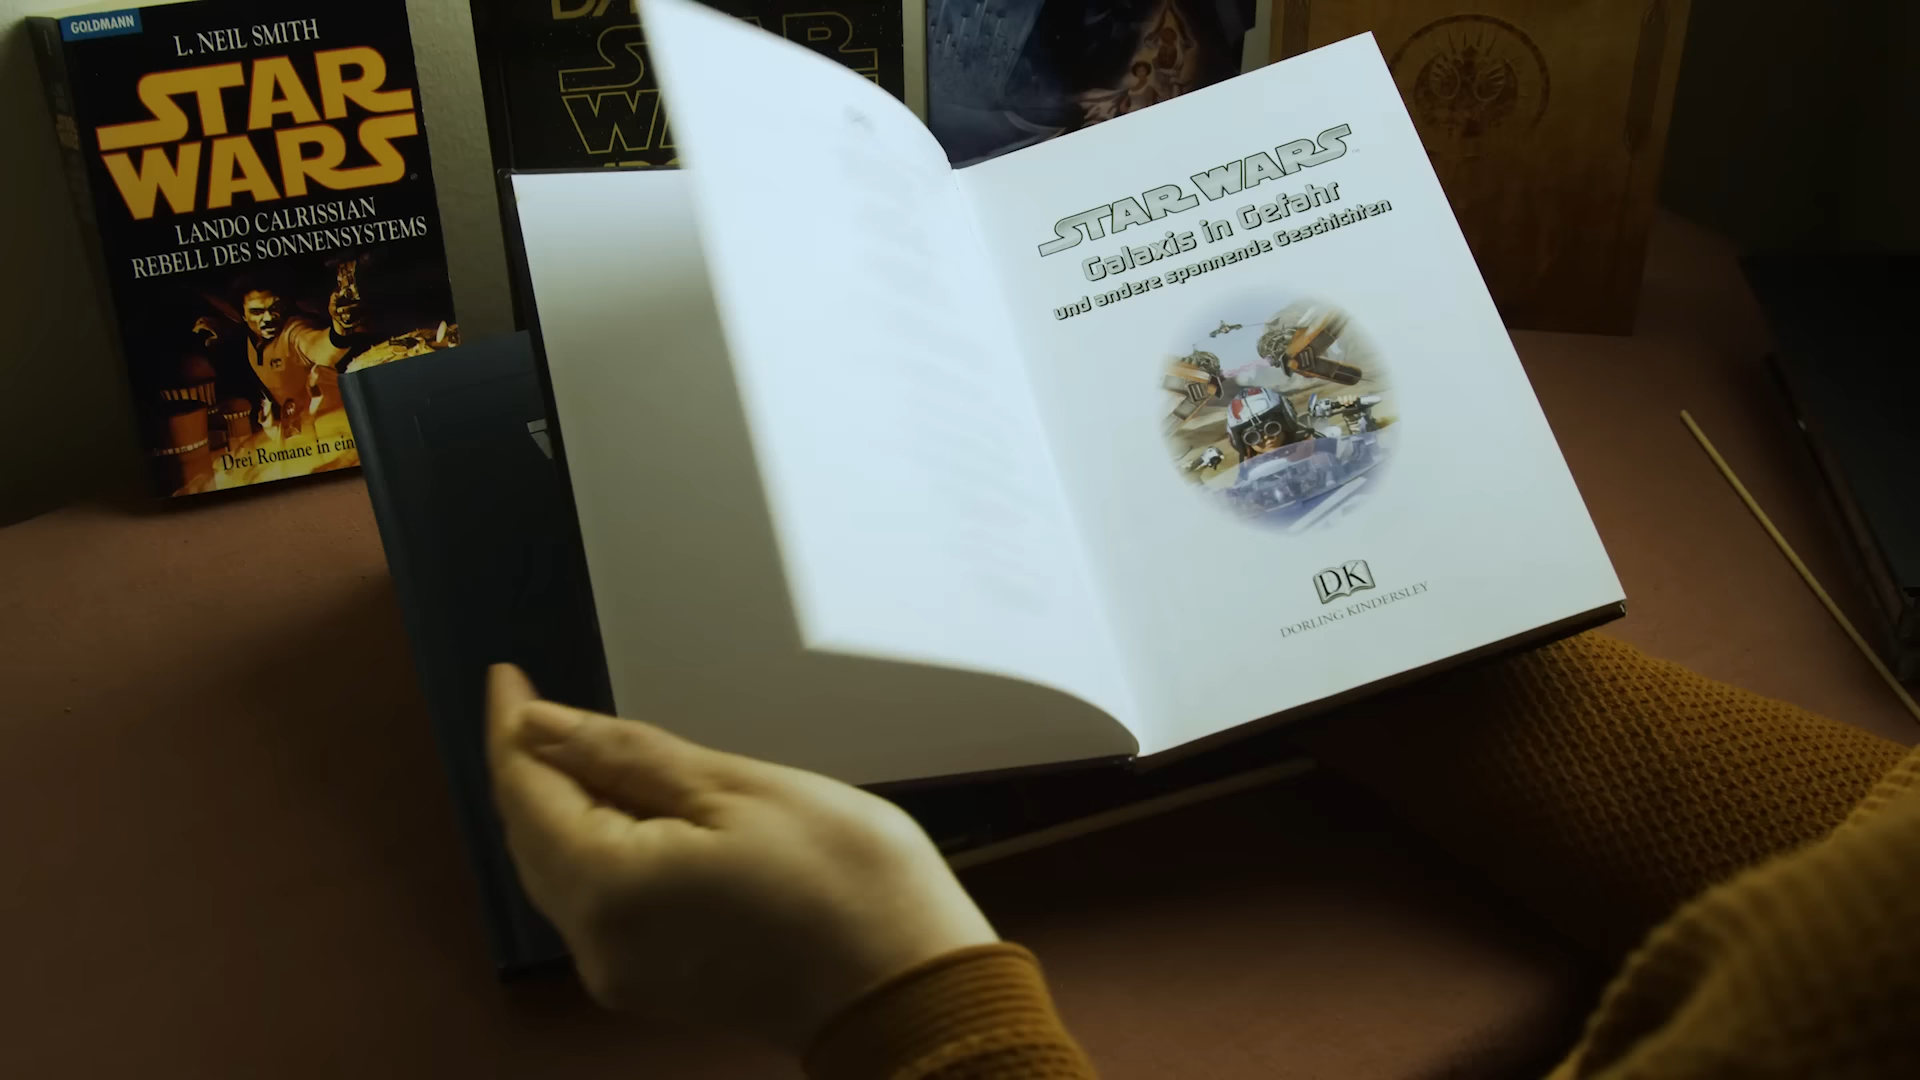 GOLDMANN
L. NEIL SMITH
STAR
WARS
LANDO CALRISSIAN
REBELL DES SONNENSYSTEMS
Drei Romane in
STAR WARS
Galaxis in Gefahr
und andere spannende Geschichten
DK
DORLING KINDERSLEY